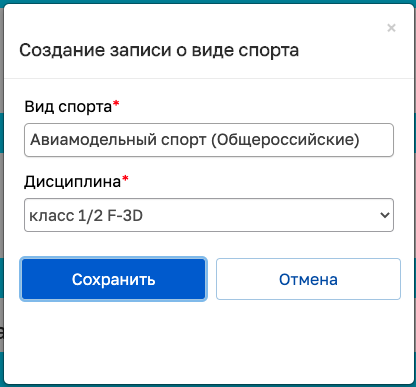 ×
Создание записи о виде спорта
Вид спорта*
Авиамодельный спорт (Общероссийские)
Дисциплина*
класс 1/2 F-3D
Сохранить
Отмена